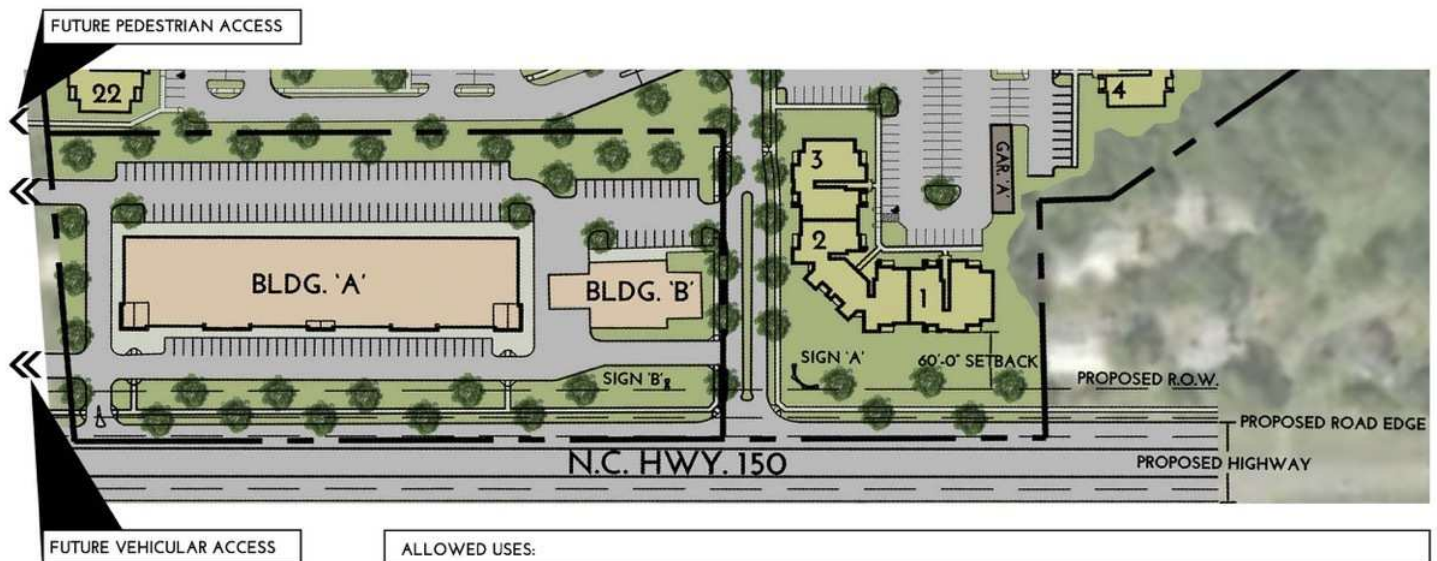 FUTURE PEDESTRIAN ACCESS
22
4
3
GAR. 'A'
2
BLDG. 'A'
BLDG. 'B'
1
SIGN 'A'
60'-0" SETBACK
SIGN 'B'
PROPOSED R.O.W.
PROPOSED ROAD EDGE
N.C. HWY. 150
PROPOSED HIGHWAY
FUTURE VEHICULAR ACCESS
ALLOWED USES: